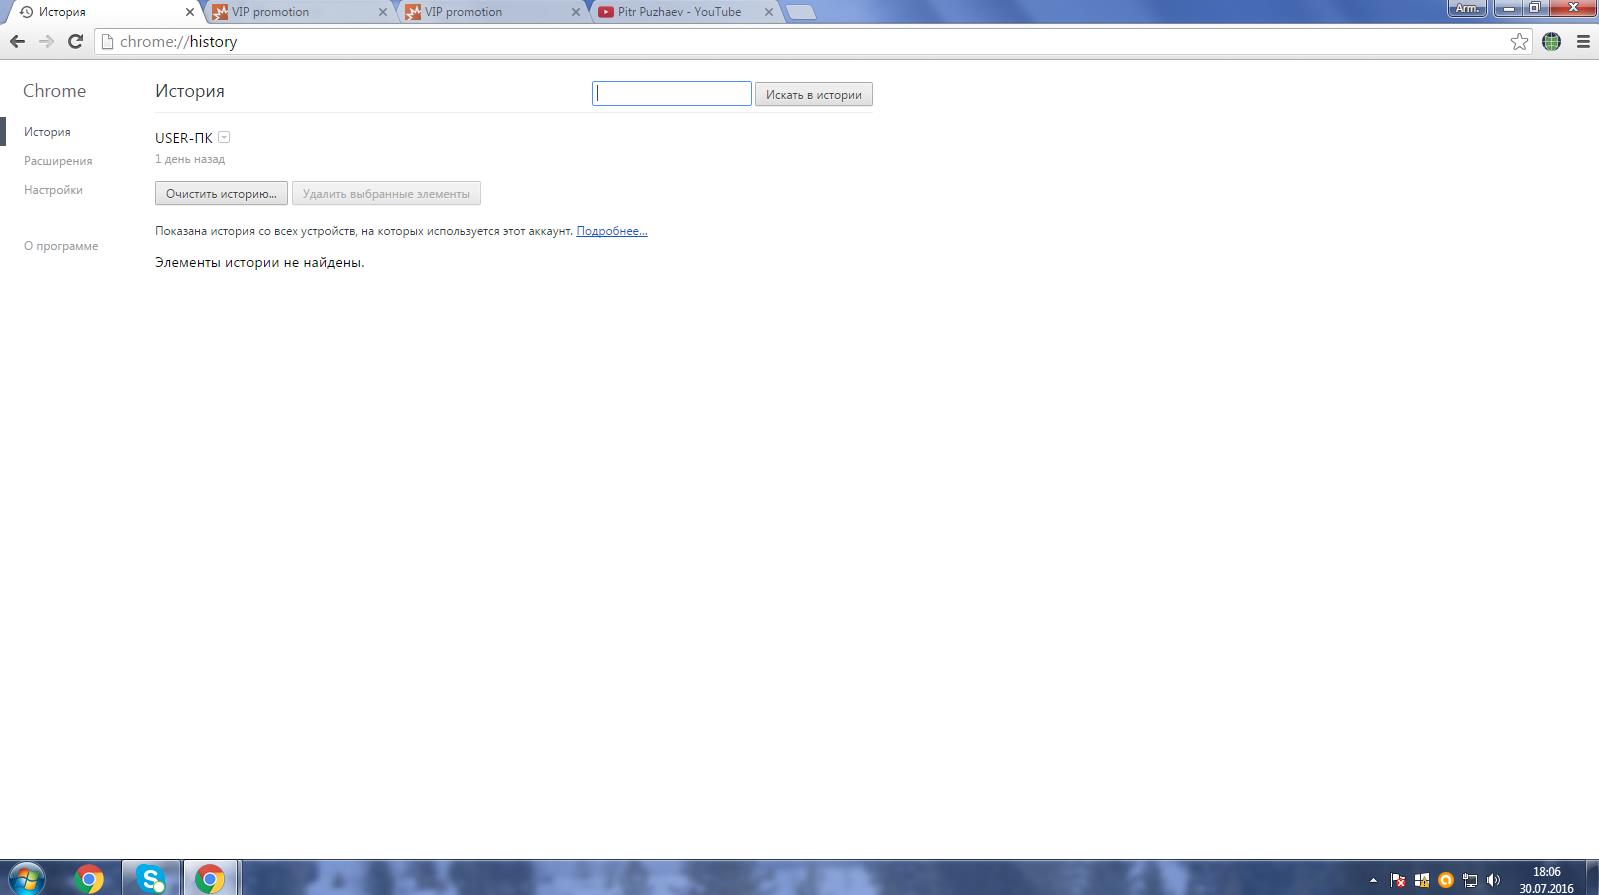 История
VIP promotion
VIP promotion
Pitr Puzhaev - YouTube
Arm.
chrome://history
Chrome
История
Искать в истории
История
USER-ПК
Расширения
1 день назад
Настройки
Очистить историю...
Удалить выбранные элементы
Показана история со всех устройств, на которых используется этот аккаунт. Подробнее...
О программе
Элементы истории не найдены.
18:06
30.07.2016